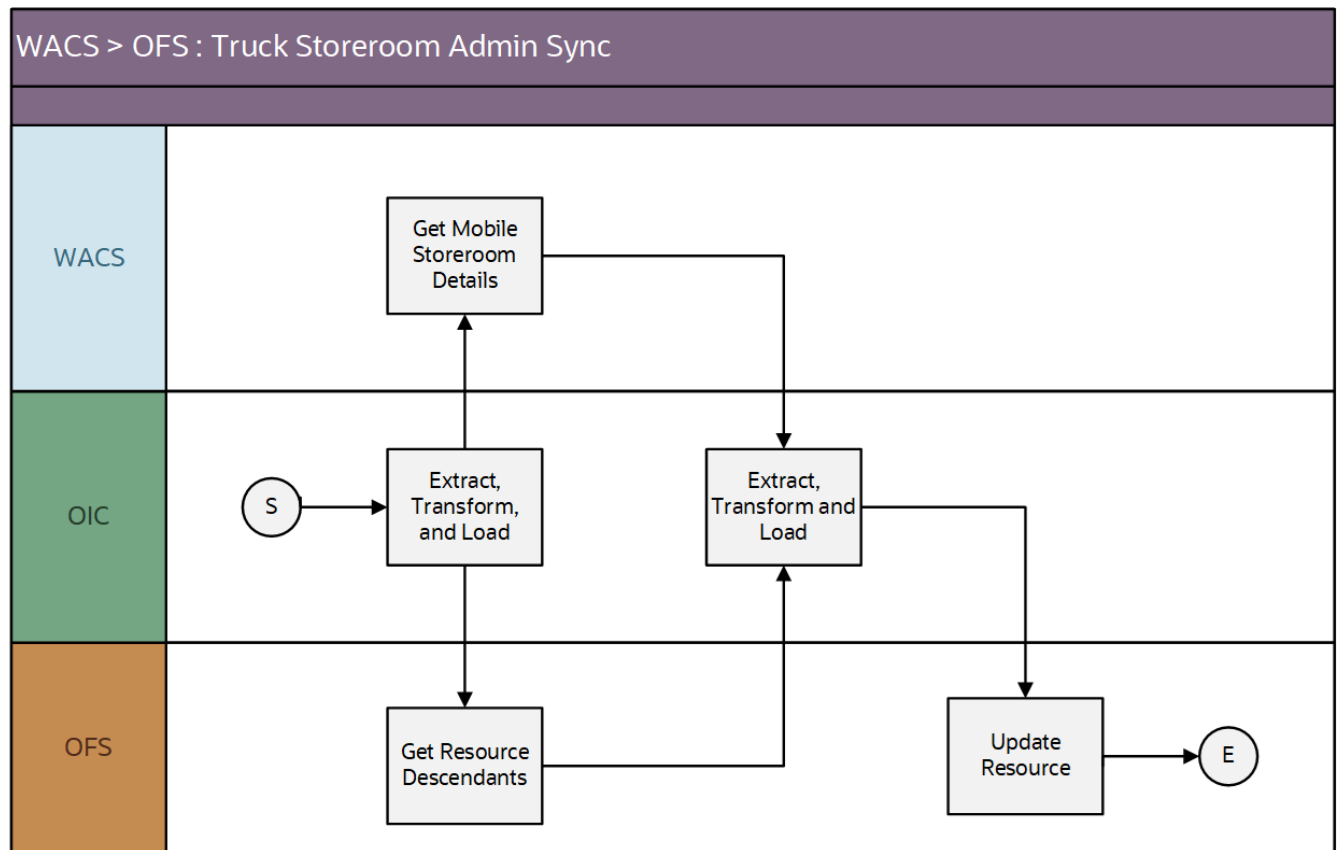 WACS > OFS : Truck Storeroom Admin Sync
WACS
Get Mobile
Storeroom
Details
OIC
S
Extract,
Transform,
and Load
Extract,
Transform and
Load
OFS
Get Resource
Descendants
Update
Resource
E